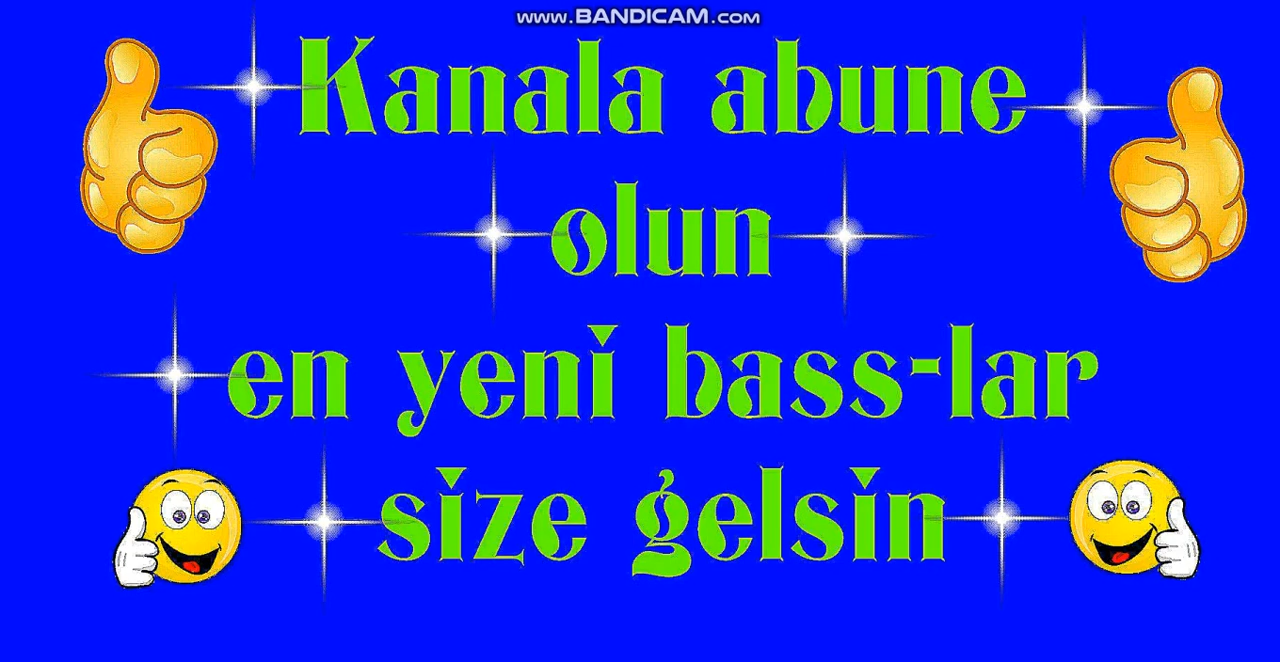 www.BANDICAM.com
Kanala abune
olun
en yeni bass-lar
size gelsin